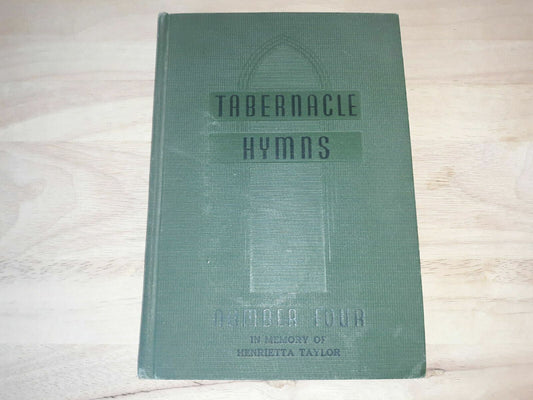 TABERNACLE
HYMNS
NUMBER FOUR
IN MEMORY OF
HENRIETTA TAYLOR